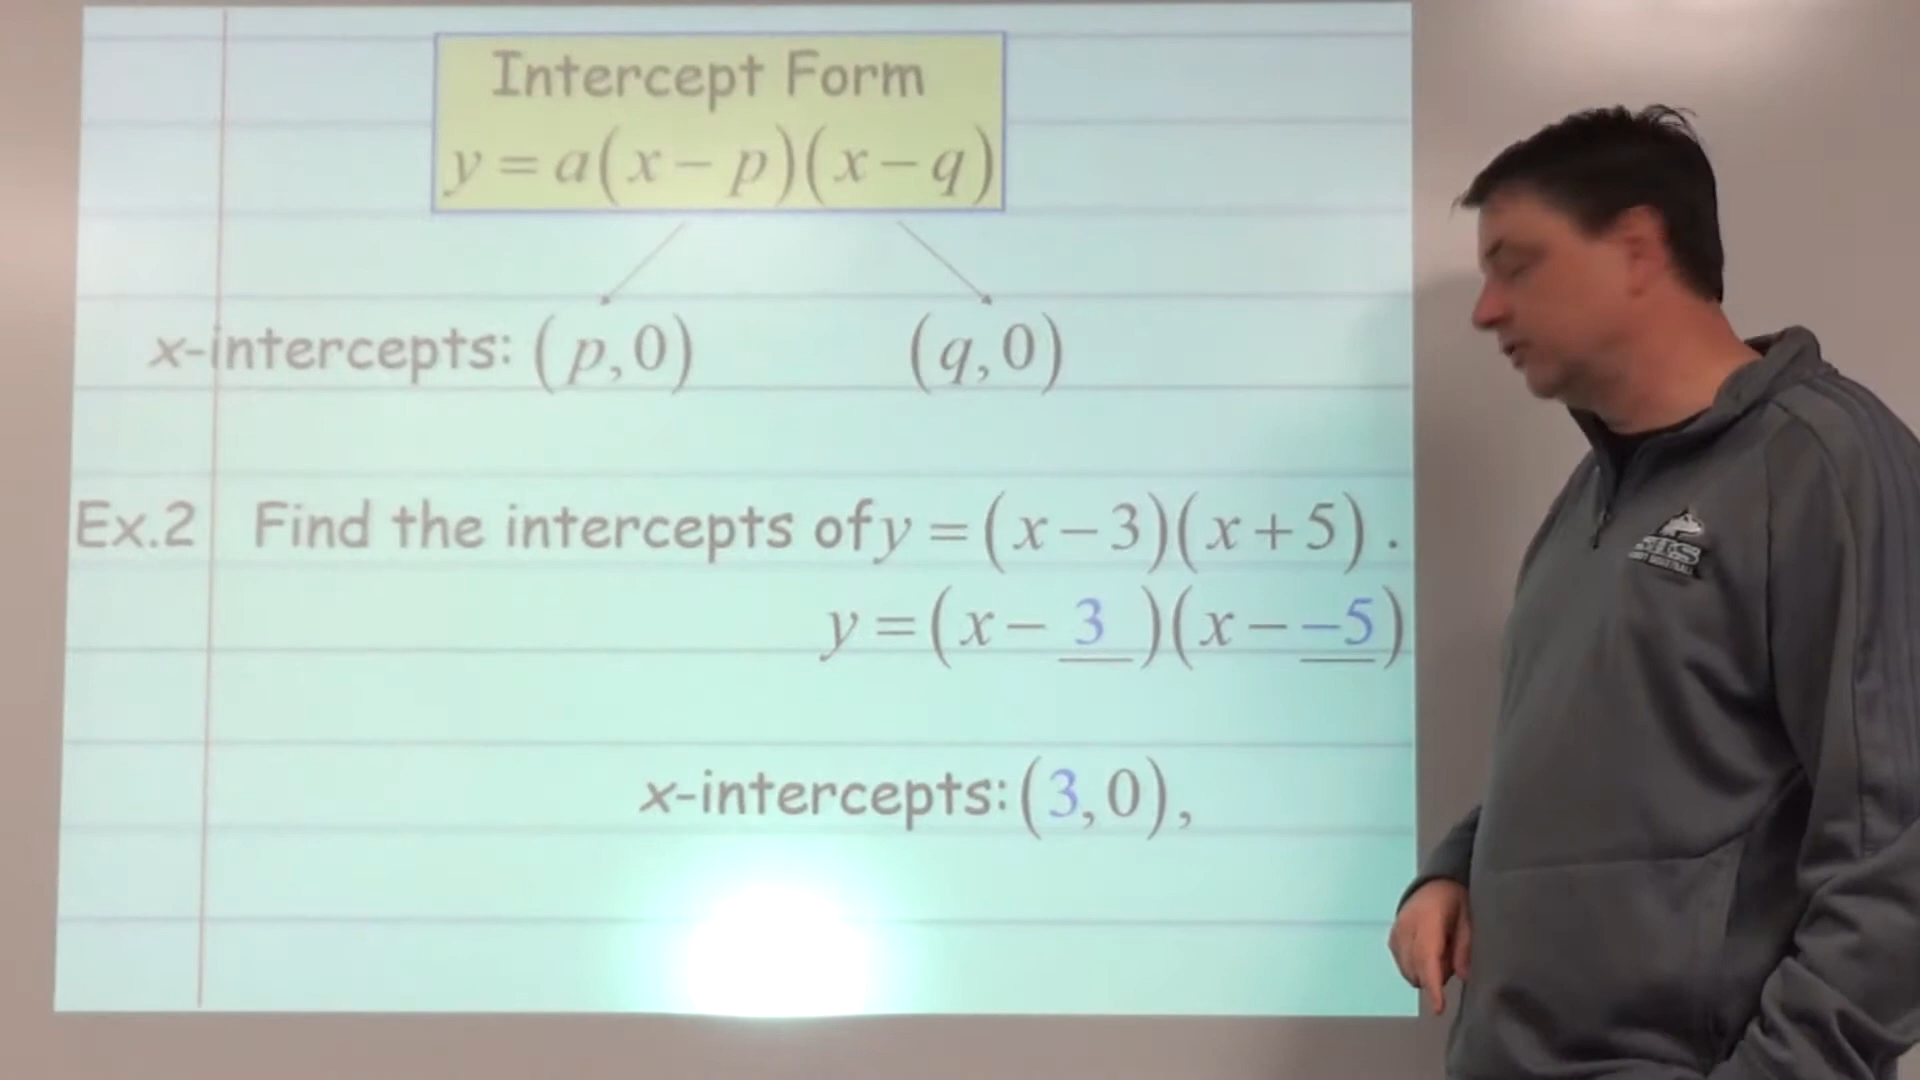 Intercept Form
y = a(x − p)(x − q)
x-intercepts: (p,0) (q,0)
Ex.2 Find the intercepts of y = (x − 3)(x + 5).
y = (x − 3)(x − −5)
x-intercepts: (3,0),